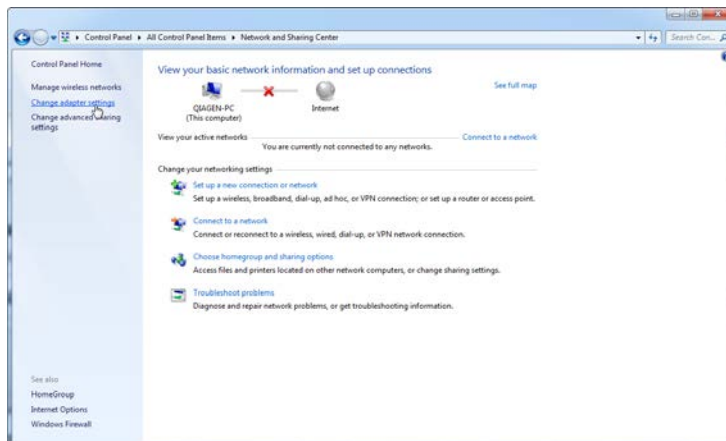 Control Panel ▸ All Control Panel Items ▸ Network and Sharing Center
Search Con...
Control Panel Home
Manage wireless networks
Change adapter settings
Change advanced sharing
settings
View your basic network information and set up connections
See full map
QIAGEN-PC
(This computer)
Internet
View your active networks
Connect to a network
You are currently not connected to any networks.
Change your networking settings
Set up a new connection or network
Set up a wireless, broadband, dial-up, ad hoc, or VPN connection; or set up a router or access point.
Connect to a network
Connect or reconnect to a wireless, wired, dial-up, or VPN network connection.
Choose homegroup and sharing options
Access files and printers located on other network computers, or change sharing settings.
Troubleshoot problems
Diagnose and repair network problems, or get troubleshooting information.
See also
HomeGroup
Internet Options
Windows Firewall